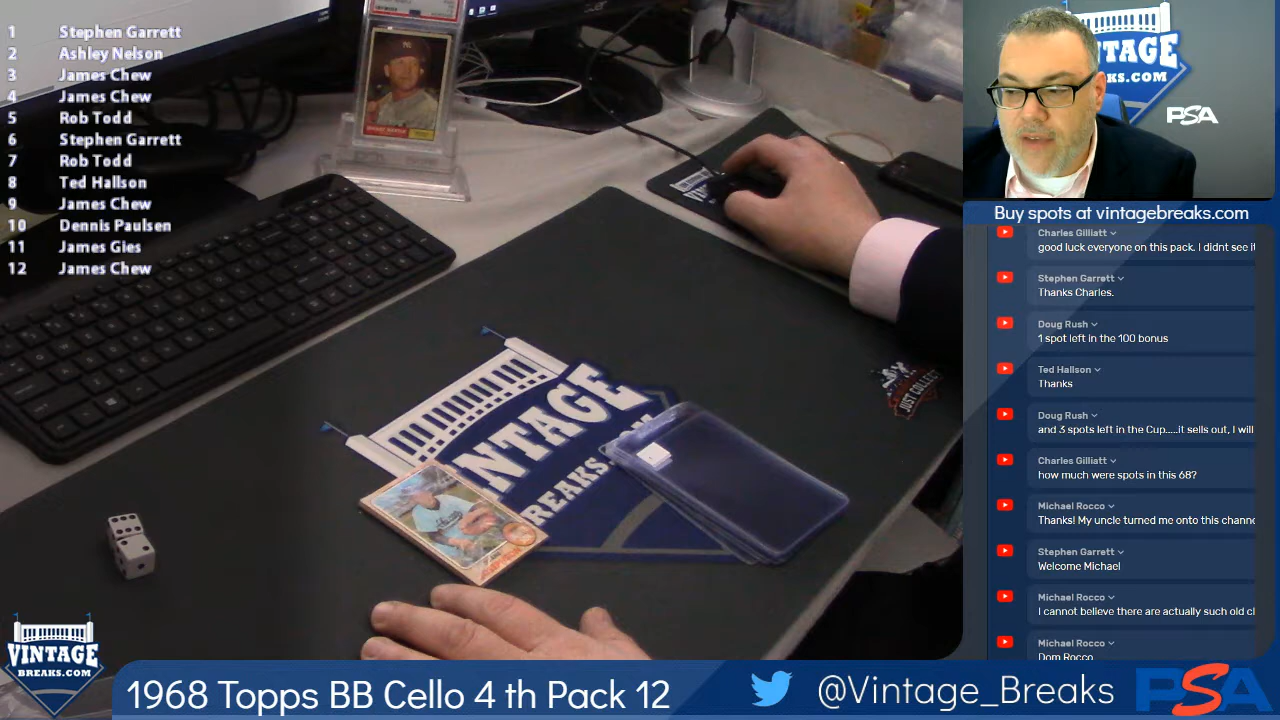 1 Stephen Garrett
2 Ashley Nelson
3 James Chew
4 James Chew
5 Rob Todd
6 Stephen Garrett
7 Rob Todd
8 Ted Hallson
9 James Chew
10 Dennis Paulsen
11 James Gies
12 James Chew
VINTAGE
BREAKS.COM
PSA
Buy spots at vintagebreaks.com
Charles Gilliatt
good luck everyone on this pack. I didnt see it
Stephen Garrett
Thanks Charles.
Doug Rush
1 spot left in the 100 bonus
Ted Hallson
Thanks
Doug Rush
and 3 spots left in the Cup.....it sells out, I will
Charles Gilliatt
how much were spots in this 68?
Michael Rocco
Thanks! My uncle turned me onto this channe
Stephen Garrett
Welcome Michael
Michael Rocco
I cannot believe there are actually such old cl
Michael Rocco
Dom Rocco
JUST COLLECT
NTAGE
BREAKS.
VINTAGE
BREAKS.COM
1968 Topps BB Cello 4 th Pack 12
@Vintage_Breaks
PSA